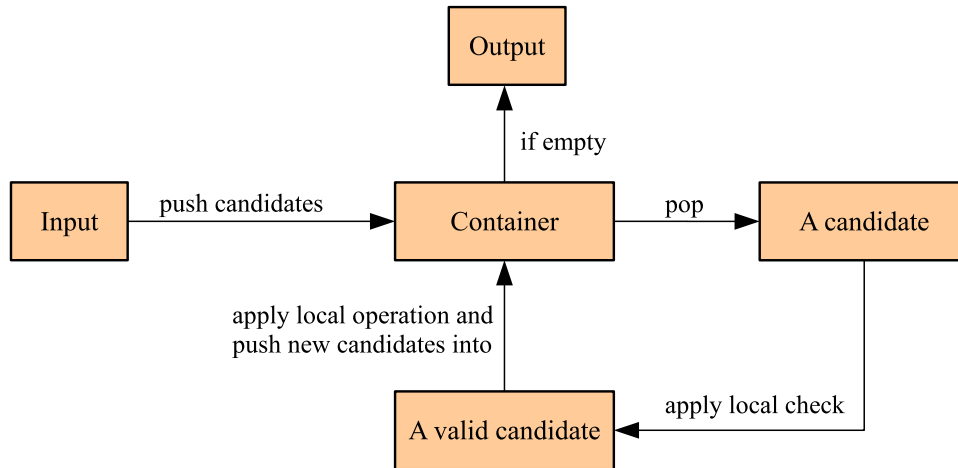 Output
if empty
Input
push candidates
Container
pop
A candidate
apply local operation and
push new candidates into
apply local check
A valid candidate